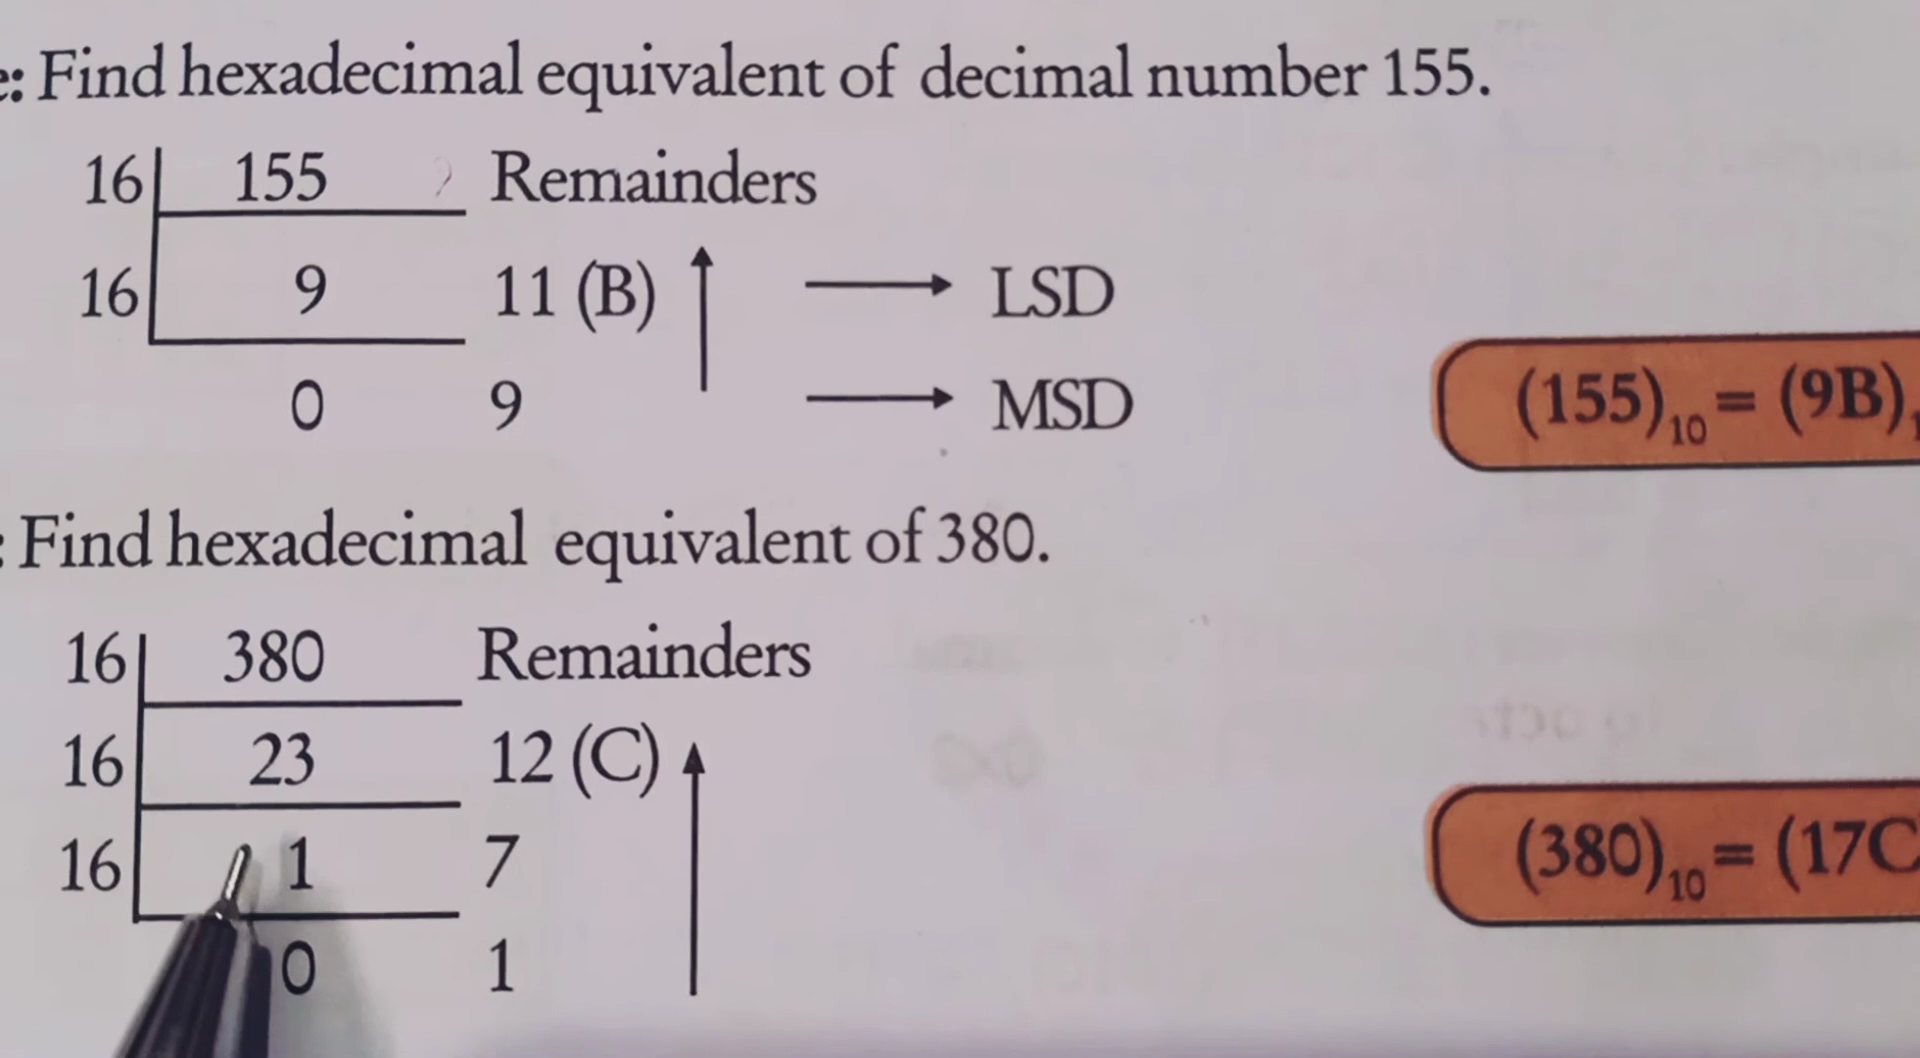 e: Find hexadecimal equivalent of decimal number 155.
16 155 Remainders
16 9 11 (B) LSD
0 9 MSD
(155)10 = (9B)1
: Find hexadecimal equivalent of 380.
16 380 Remainders
16 23 12 (C)
16 1 7
(380)10 = (17C
0 1